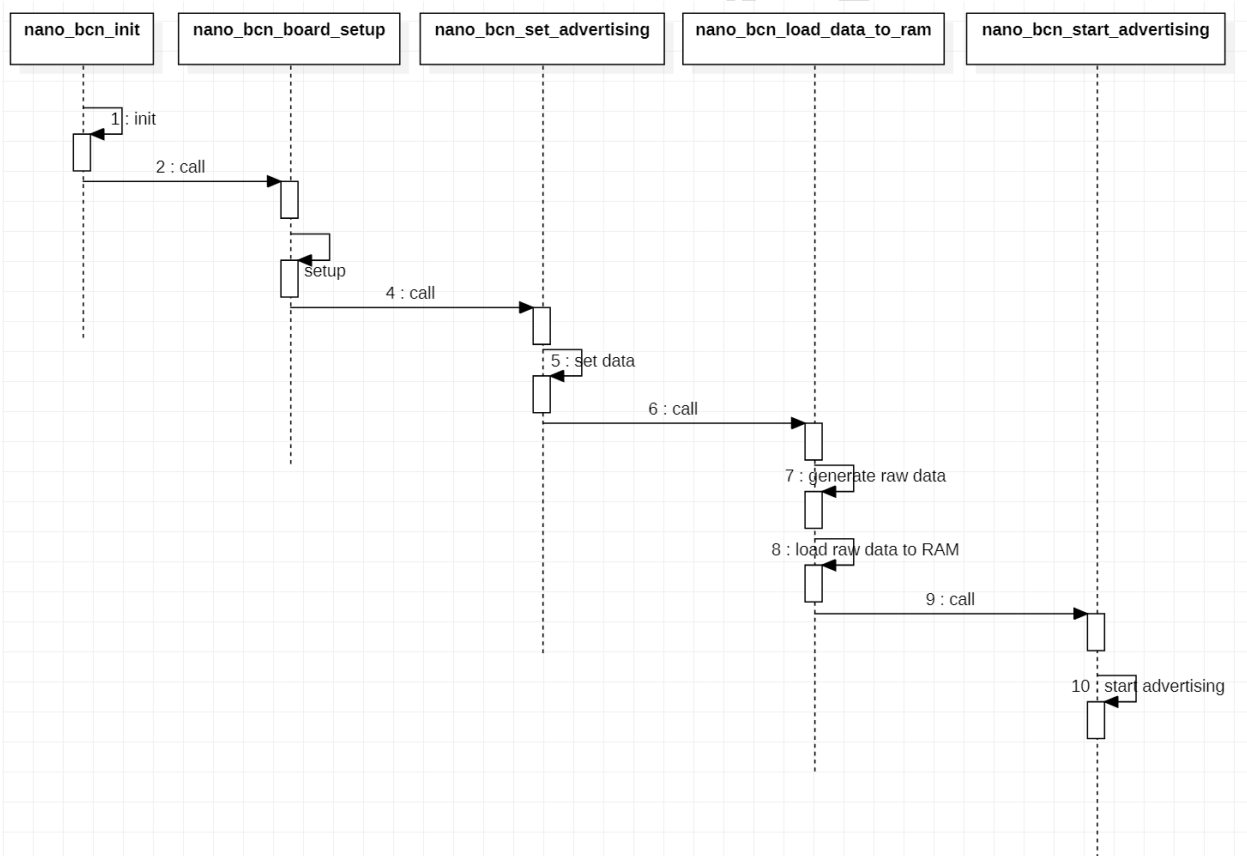 nano_bcn_init
nano_bcn_board_setup
nano_bcn_set_advertising
nano_bcn_load_data_to_ram
nano_bcn_start_advertising
1 : init
2 : call
setup
4 : call
5 : set data
6 : call
7 : generate raw data
8 : load raw data to RAM
9 : call
10 : start advertising